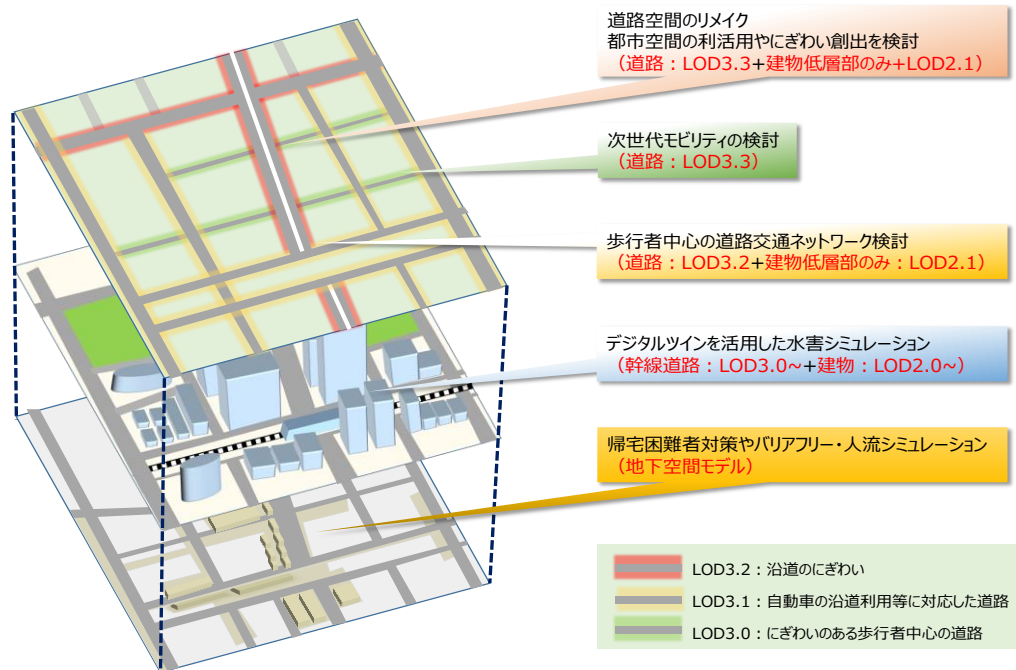 道路空間のリメイク
都市空間の利活用やにぎわい創出を検討
（道路：LOD3.3+建物低層部のみ+LOD2.1）
次世代モビリティの検討
（道路：LOD3.3）
歩行者中心の道路交通ネットワーク検討
（道路：LOD3.2+建物低層部のみ：LOD2.1）
デジタルツインを活用した水害シミュレーション
（幹線道路：LOD3.0~+建物：LOD2.0~）
帰宅困難者対策やバリアフリー・人流シミュレーション
（地下空間モデル）
LOD3.2：沿道のにぎわい
LOD3.1：自動車の沿道利用等に対応した道路
LOD3.0：にぎわいのある歩行者中心の道路